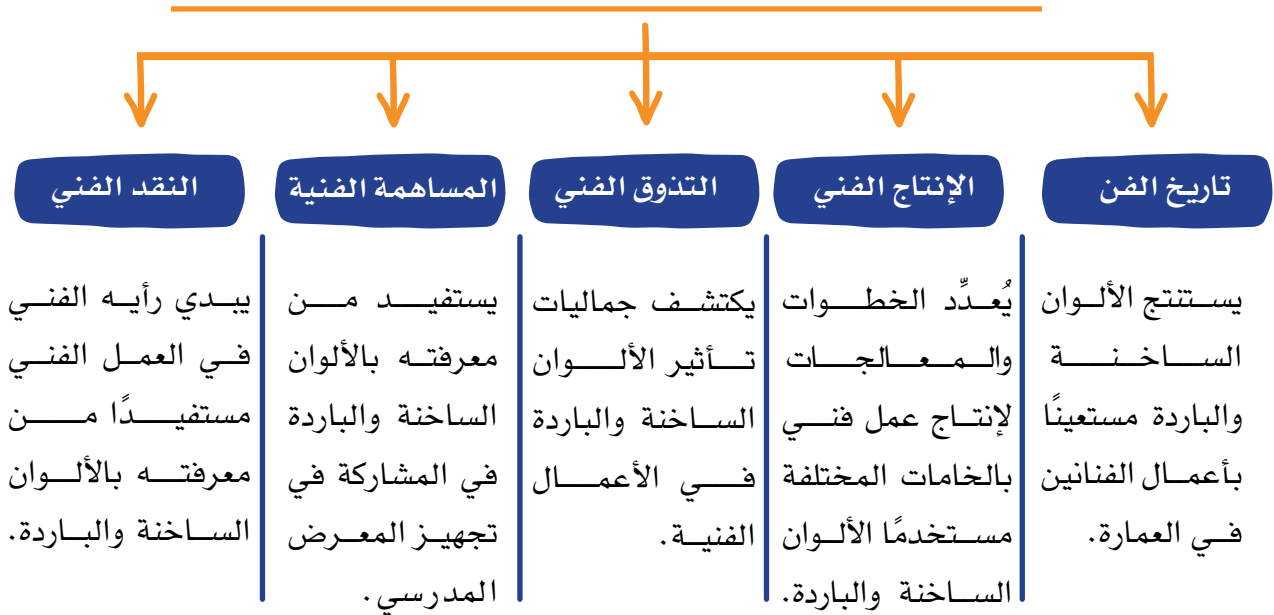 تاريخ الفن
يستنتج الألوان
الساخنة
والباردة مستعينًا
بأعمال الفنانين
في العمارة.
الإنتاج الفني
يُعدِّد الخطوات
والمعالجات
لإنتاج عمل فني
بالخامات المختلفة
مستخدمًا الألوان
الساخنة والباردة.
التذوق الفني
يكتشف جماليات
تأثير الألوان
الساخنة والباردة
في الأعمال
الفنية.
المساهمة الفنية
يستفيد من
معرفته بالألوان
الساخنة والباردة
في المشاركة في
تجهيز المعرض
المدرسي.
النقد الفني
يبدي رأيه الفني
في العمل الفني
مستفيدًا من
معرفته بالألوان
الساخنة والباردة.